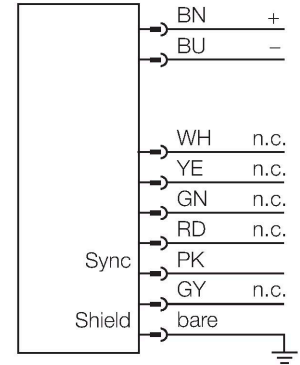 BN +
BU –
WH n.c.
YE n.c.
GN n.c.
RD n.c.
Sync PK
GY n.c.
Shield bare